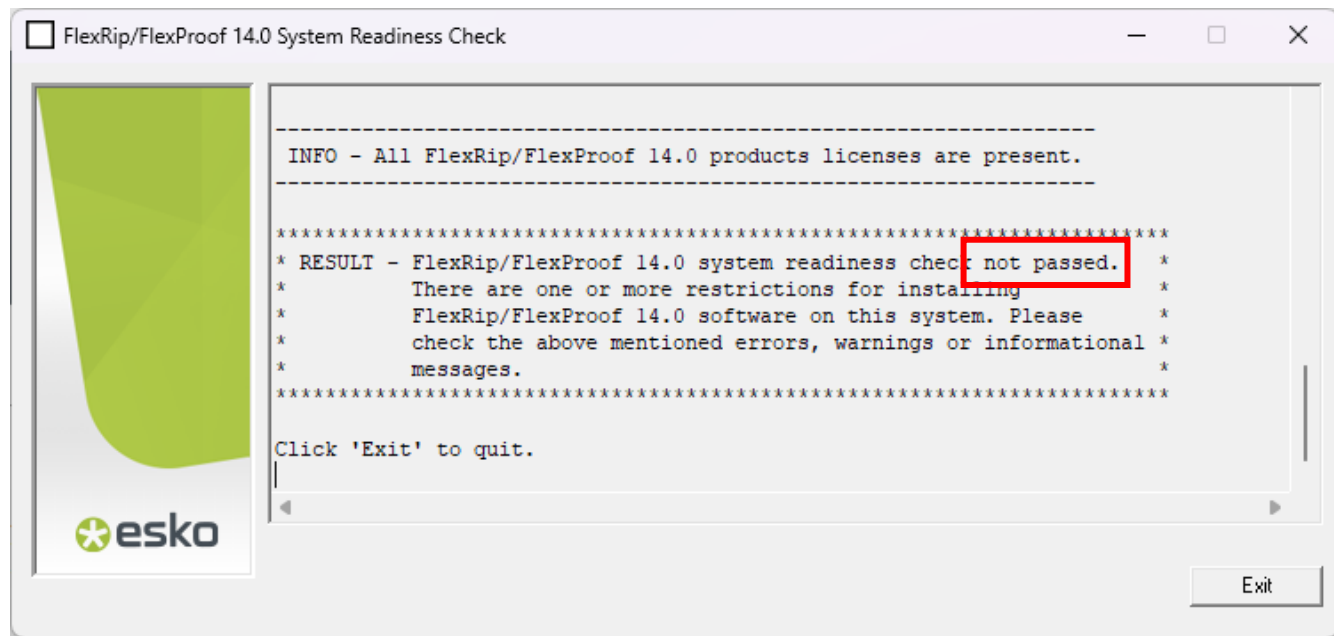 FlexRip/FlexProof 14.0 System Readiness Check
------------------------------------------------------------------
INFO - All FlexRip/FlexProof 14.0 products licenses are present.
------------------------------------------------------------------
************************************************************************
* RESULT - FlexRip/FlexProof 14.0 system readiness check not passed. *
* There are one or more restrictions for installing *
* FlexRip/FlexProof 14.0 software on this system. Please *
* check the above mentioned errors, warnings or informational *
* messages. *
************************************************************************
Click 'Exit' to quit.
esko
Exit